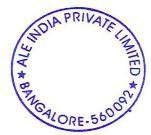 ★ ALE INDIA PRIVATE LIMITED ★
BANGALORE-560092